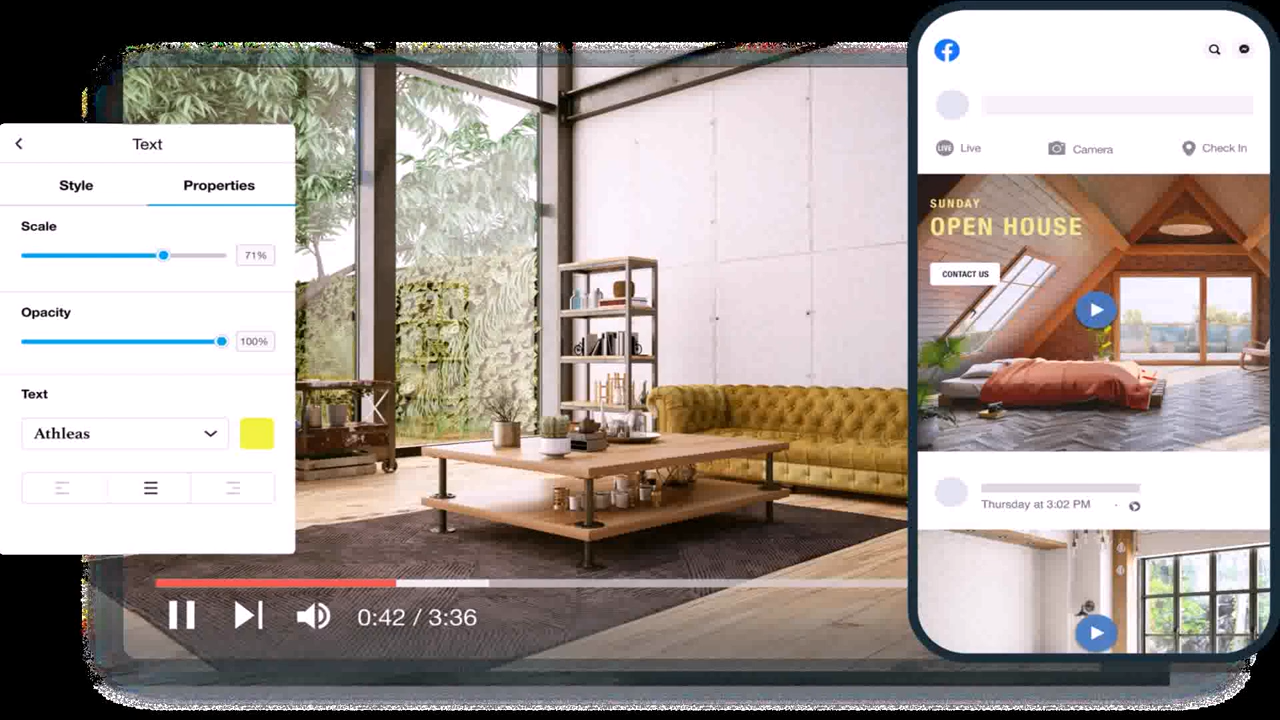 Text
Style Properties
Scale
71%
Opacity
100%
Text
Athleas
0:42 / 3:36
LIVE Live Camera Check In
SUNDAY
OPEN HOUSE
CONTACT US
Thursday at 3:02 PM